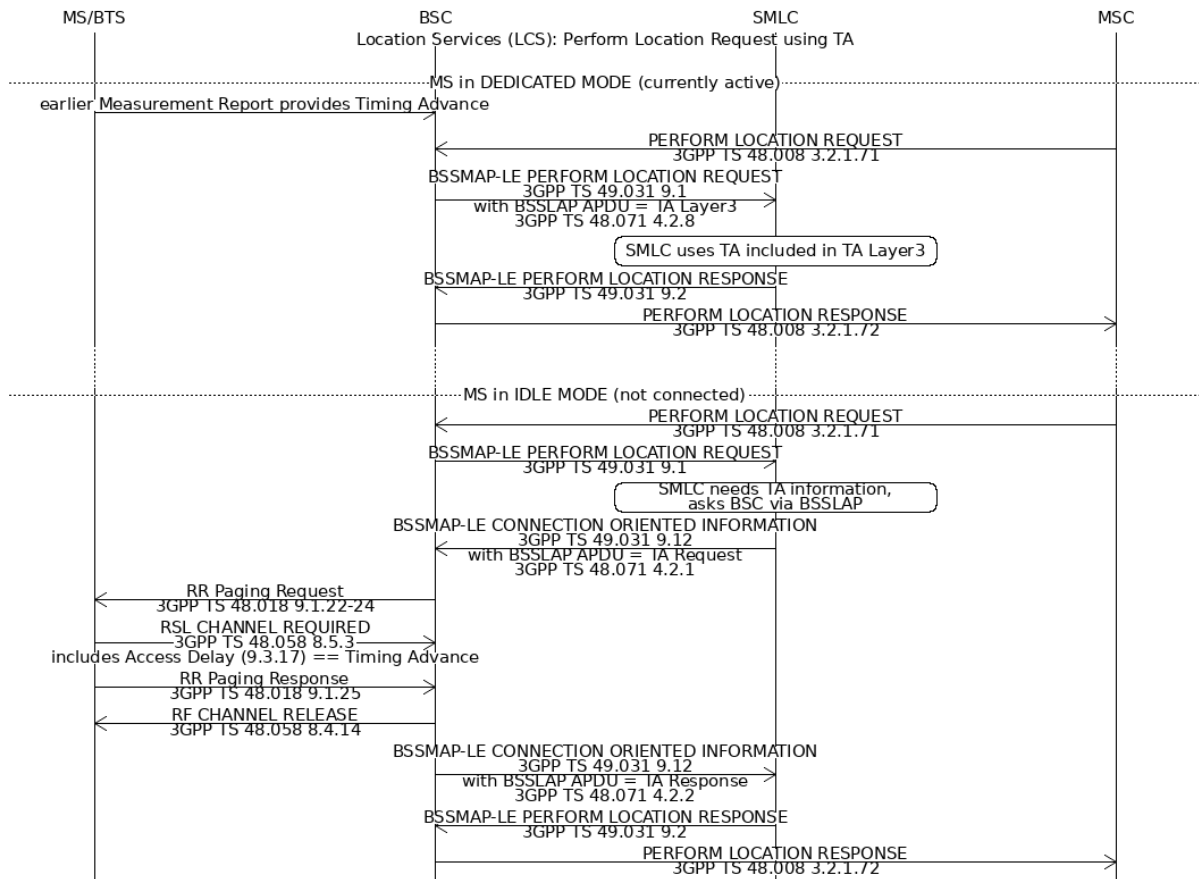 MS/BTS BSC SMLC MSC
Location Services (LCS): Perform Location Request using TA
MS in DEDICATED MODE (currently active)
earlier Measurement Report provides Timing Advance
PERFORM LOCATION REQUEST
3GPP TS 48.008 3.2.1.71
BSSMAP-LE PERFORM LOCATION REQUEST
3GPP TS 49.031 9.1
with BSSLAP APDU = TA Layer3
3GPP TS 48.071 4.2.8
SMLC uses TA included in TA Layer3
BSSMAP-LE PERFORM LOCATION RESPONSE
3GPP TS 49.031 9.2
PERFORM LOCATION RESPONSE
3GPP TS 48.008 3.2.1.72
MS in IDLE MODE (not connected)
PERFORM LOCATION REQUEST
3GPP TS 48.008 3.2.1.71
BSSMAP-LE PERFORM LOCATION REQUEST
3GPP TS 49.031 9.1
SMLC needs TA information,
asks BSC via BSSLAP
BSSMAP-LE CONNECTION ORIENTED INFORMATION
3GPP TS 49.031 9.12
with BSSLAP APDU = TA Request
3GPP TS 48.071 4.2.1
RR Paging Request
3GPP TS 48.018 9.1.22-24
RSL CHANNEL REQUIRED
3GPP TS 48.058 8.5.3
includes Access Delay (9.3.17) == Timing Advance
RR Paging Response
3GPP TS 48.018 9.1.25
RF CHANNEL RELEASE
3GPP TS 48.058 8.4.14
BSSMAP-LE CONNECTION ORIENTED INFORMATION
3GPP TS 49.031 9.12
with BSSLAP APDU = TA Response
3GPP TS 48.071 4.2.2
BSSMAP-LE PERFORM LOCATION RESPONSE
3GPP TS 49.031 9.2
PERFORM LOCATION RESPONSE
3GPP TS 48.008 3.2.1.72